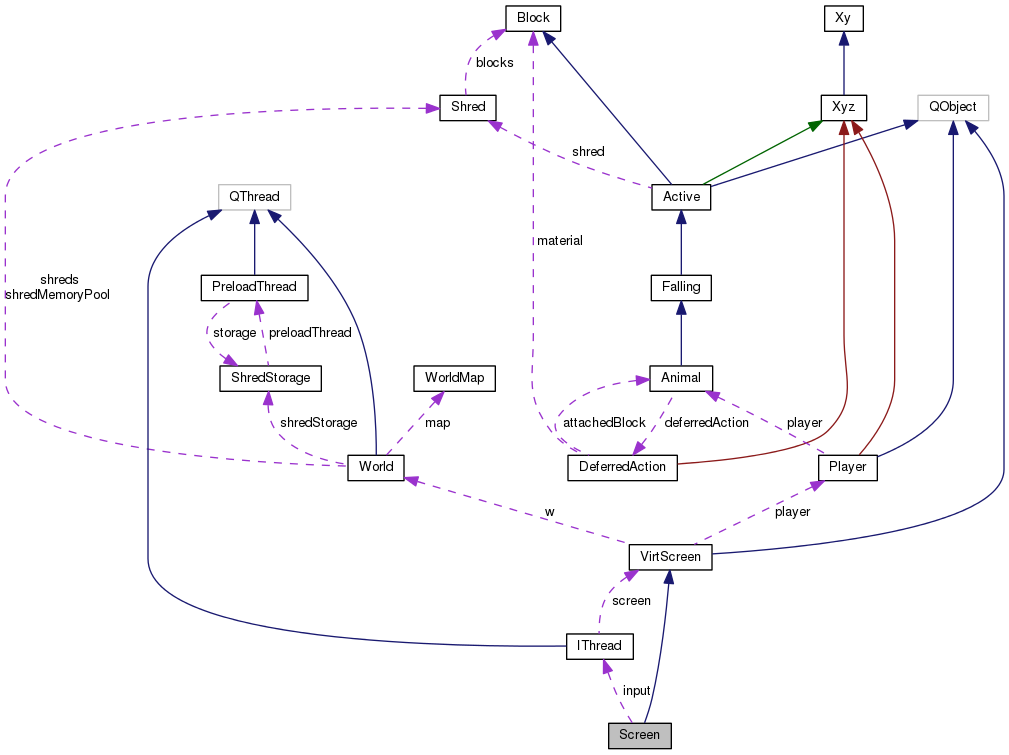 Block
Xy
blocks
Shred
Xyz
QObject
shred
QThread
Active
material
shreds
shredMemoryPool
PreloadThread
Falling
storage
preloadThread
ShredStorage
WorldMap
Animal
shredStorage
map
attachedBlock
deferredAction
player
World
DeferredAction
Player
w
player
VirtScreen
screen
IThread
input
Screen